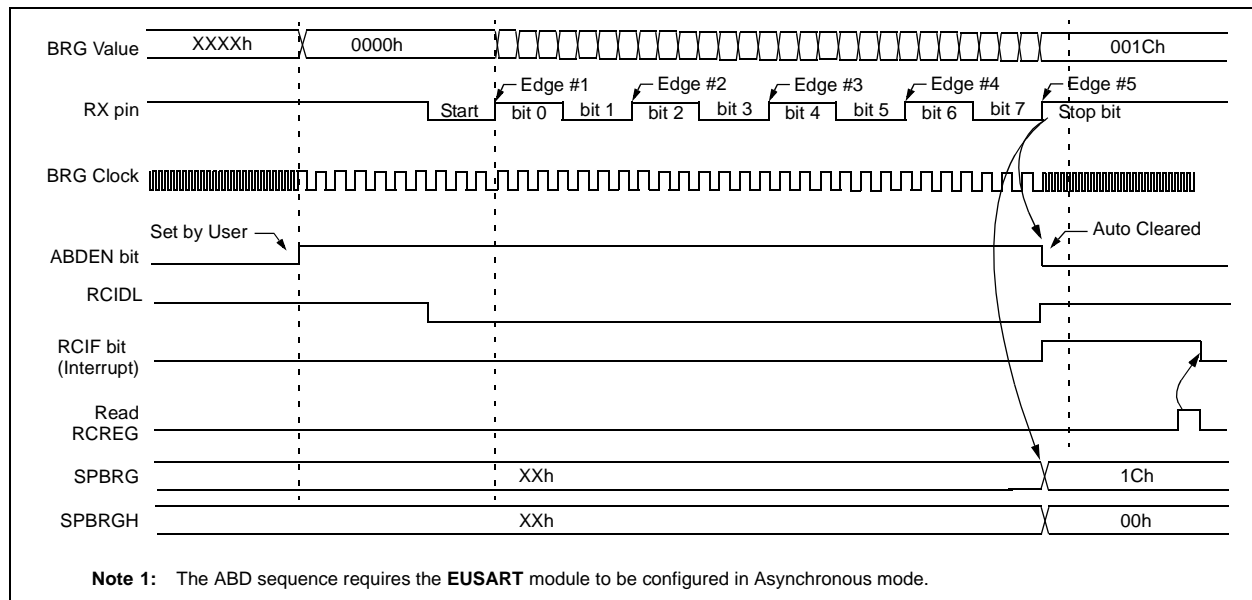 BRG Value XXXXh 0000h 001Ch
Edge #1 Edge #2 Edge #3 Edge #4 Edge #5
RX pin Start bit 0 bit 1 bit 2 bit 3 bit 4 bit 5 bit 6 bit 7 Stop bit
BRG Clock
Set by User Auto Cleared
ABDEN bit
RCIDL
RCIF bit
(Interrupt)
Read
RCREG
SPBRG XXh 1Ch
SPBRGH XXh 00h
Note 1: The ABD sequence requires the EUSART module to be configured in Asynchronous mode.